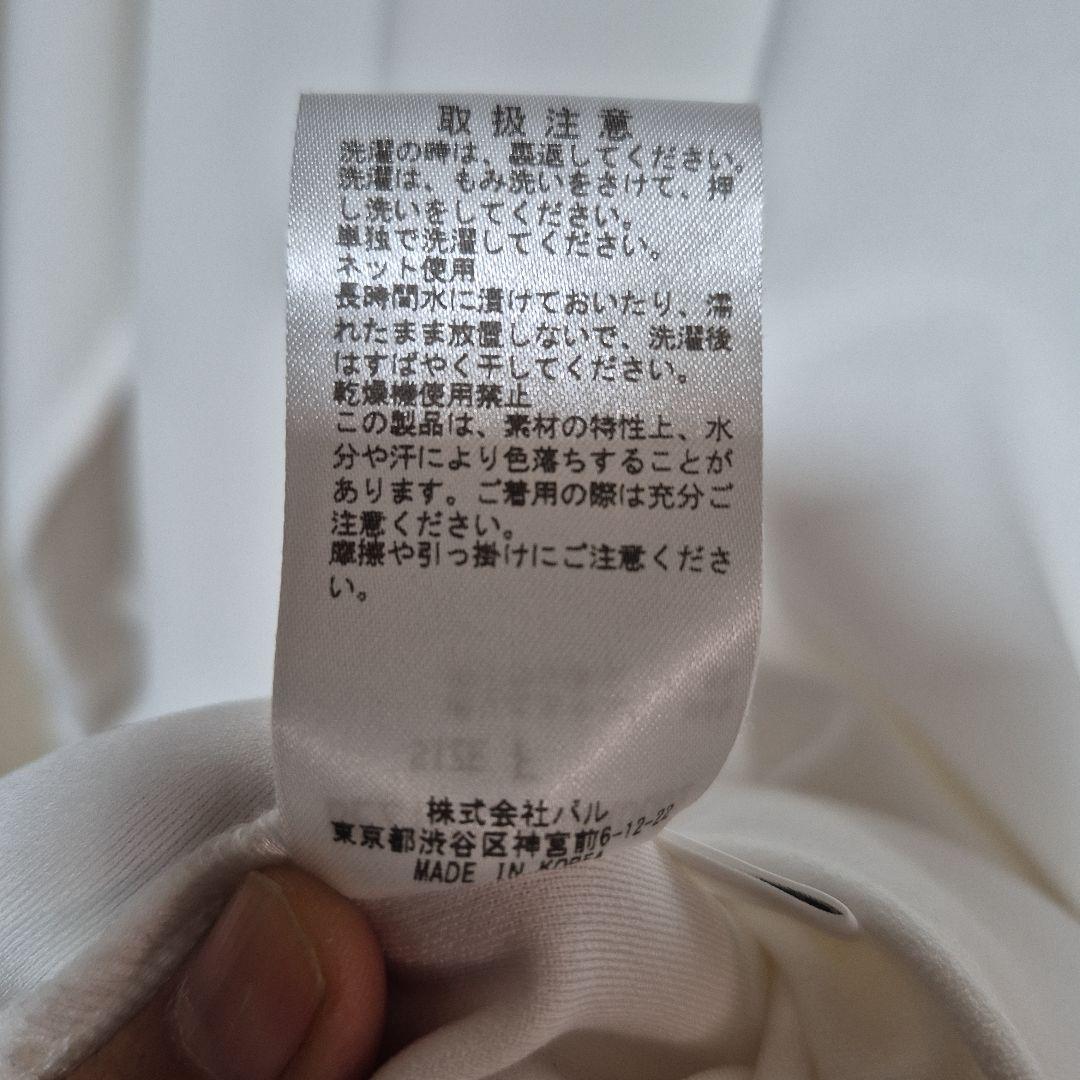 取扱注意
洗濯の時は、裏返してください。
洗濯は、もみ洗いをさけて、押
し洗いをしてください。
単独で洗濯してください。
ネット使用
長時間水に漬けておいたり、濡
れたまま放置しないで、洗濯後
はすばやく干してください。
乾燥機使用禁止
この製品は、素材の特性上、水
分や汗により色落ちすることが
あります。ご着用の際は充分ご
注意ください。
摩擦や引っ掛けにご注意くださ
い。
SIZE F
株式会社パル
東京都渋谷区神宮前6-12-22
MADE IN KOREA